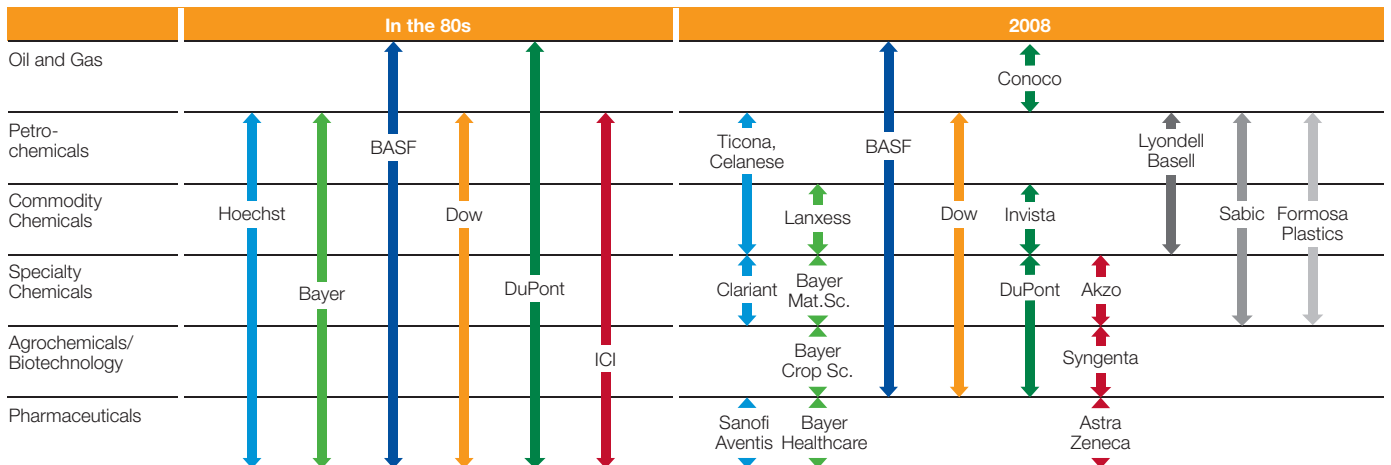 In the 80s
2008
Oil and Gas
Conoco
Petro-
chemicals
BASF
Ticona,
Celanese
BASF
Lyondell
Basell
Commodity
Chemicals
Hoechst
Dow
Lanxess
Dow
Invista
Sabic
Formosa
Plastics
Specialty
Chemicals
Bayer
DuPont
Clariant
Bayer
Mat.Sc.
DuPont
Akzo
Agrochemicals/
Biotechnology
ICI
Bayer
Crop Sc.
Syngenta
Pharmaceuticals
Sanofi
Aventis
Bayer
Healthcare
Astra
Zeneca